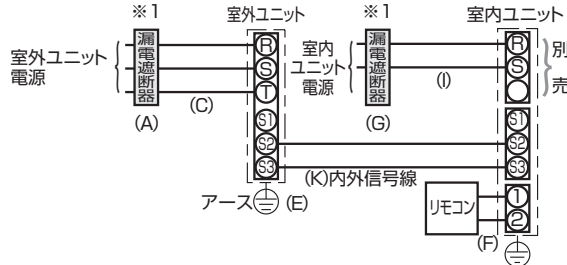 ※1
室外ユニット
※1
室内ユニット
室外ユニット
電源
漏電遮断器
R
S
T
S1
S2
S3
(A)
(C)
室内
ユニット
電源
漏電遮断器
(G)
(I)
R
S
別売
S1
S2
S3
(K)内外信号線
アース
(E)
リモコン
1
2
(F)